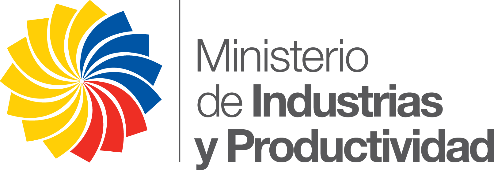 Ministerio
de Industrias
y Productividad